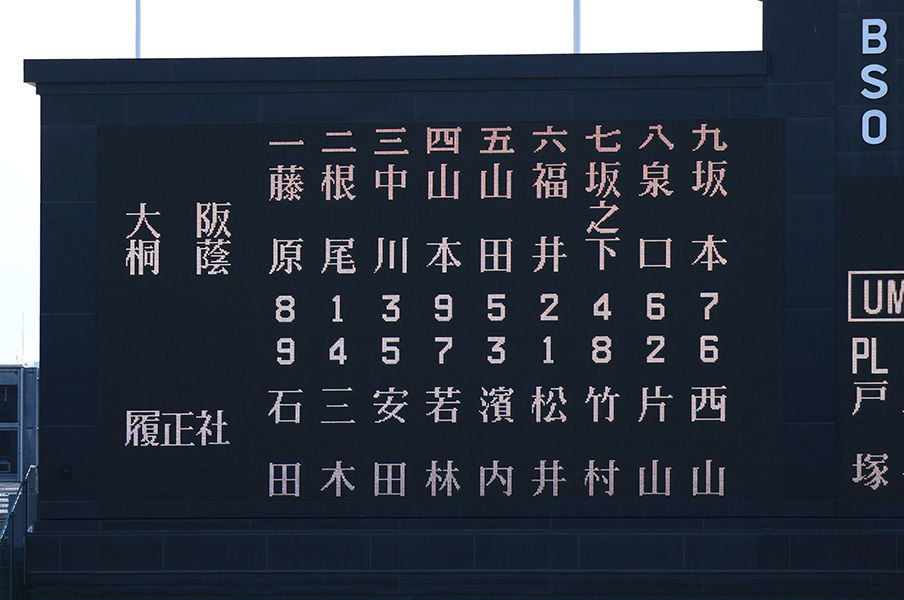 一 二 三 四 五 六 七 八 九
大阪桐蔭 藤原 根尾 中川 山本 山田 福井 坂之下 泉口 坂本
8 1 3 9 5 2 4 6 7
9 4 5 7 3 1 8 2 6
履正社 石田 三木 安田 若林 濱内 松井 竹村 片山 西山
B
S
O
UM
PL
戸
塚